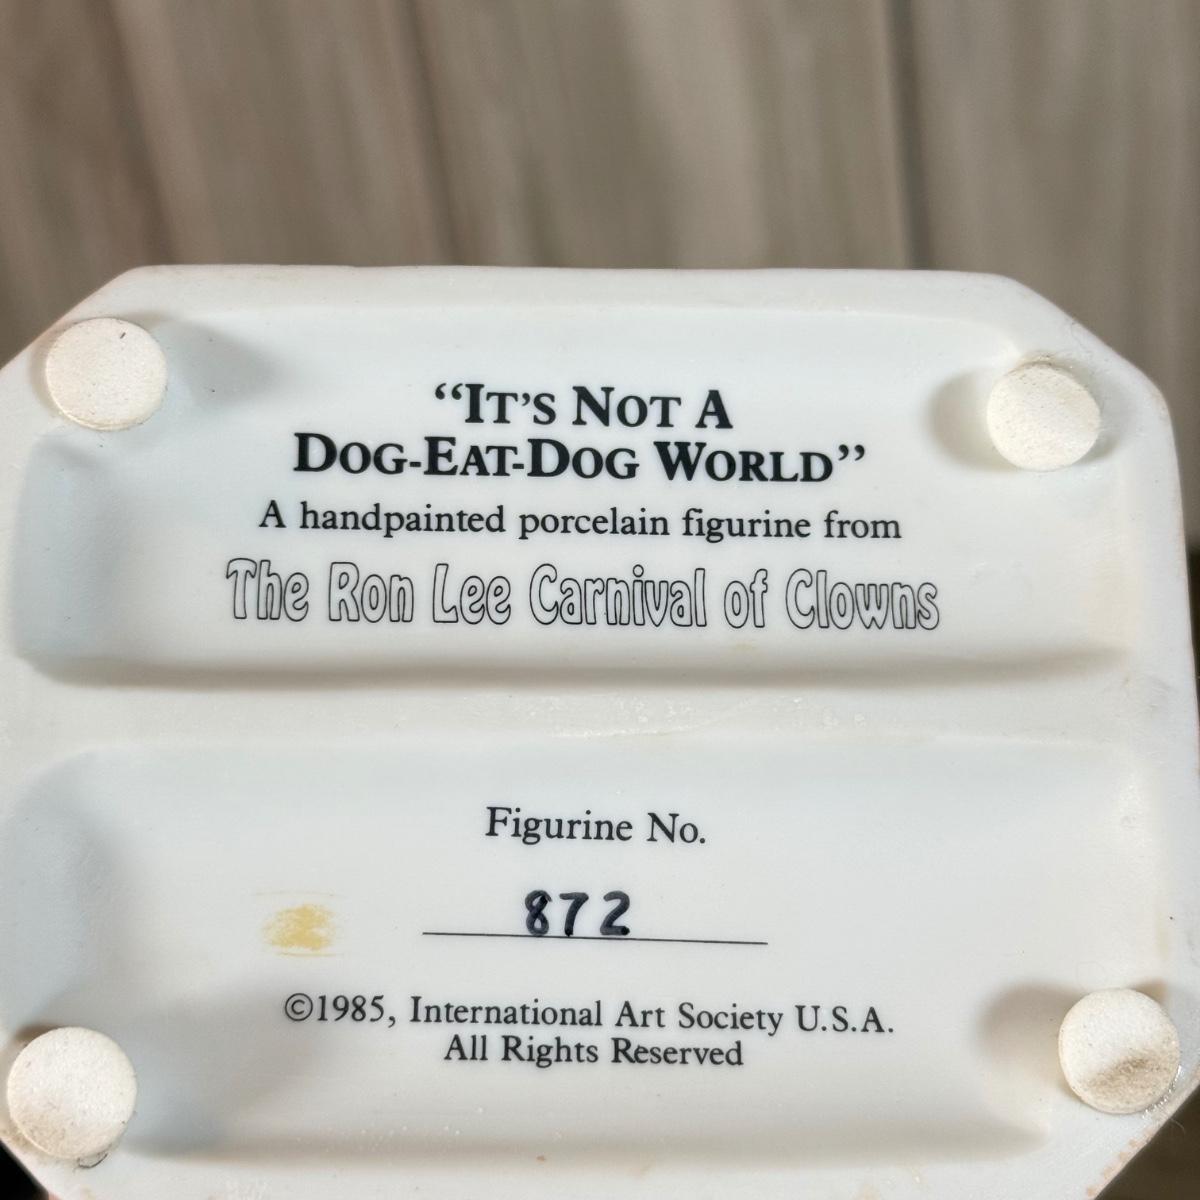 “It’s Not A
Dog-Eat-Dog World”
A handpainted porcelain figurine from
The Ron Lee Carnival of Clowns
Figurine No.
872
©1985, International Art Society U.S.A.
All Rights Reserved